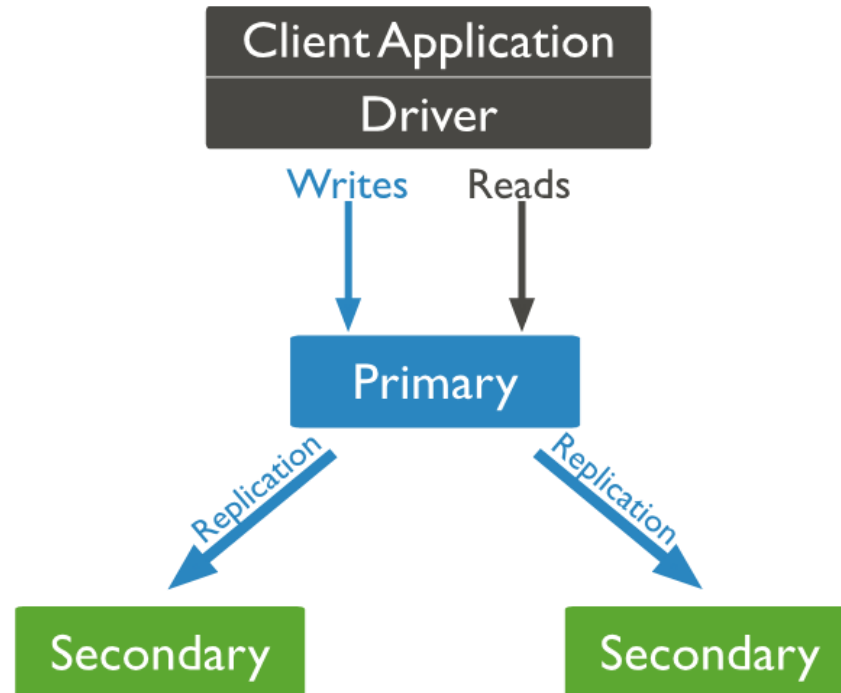 Client Application
Driver
Writes
Reads
Primary
Replication
Replication
Secondary
Secondary